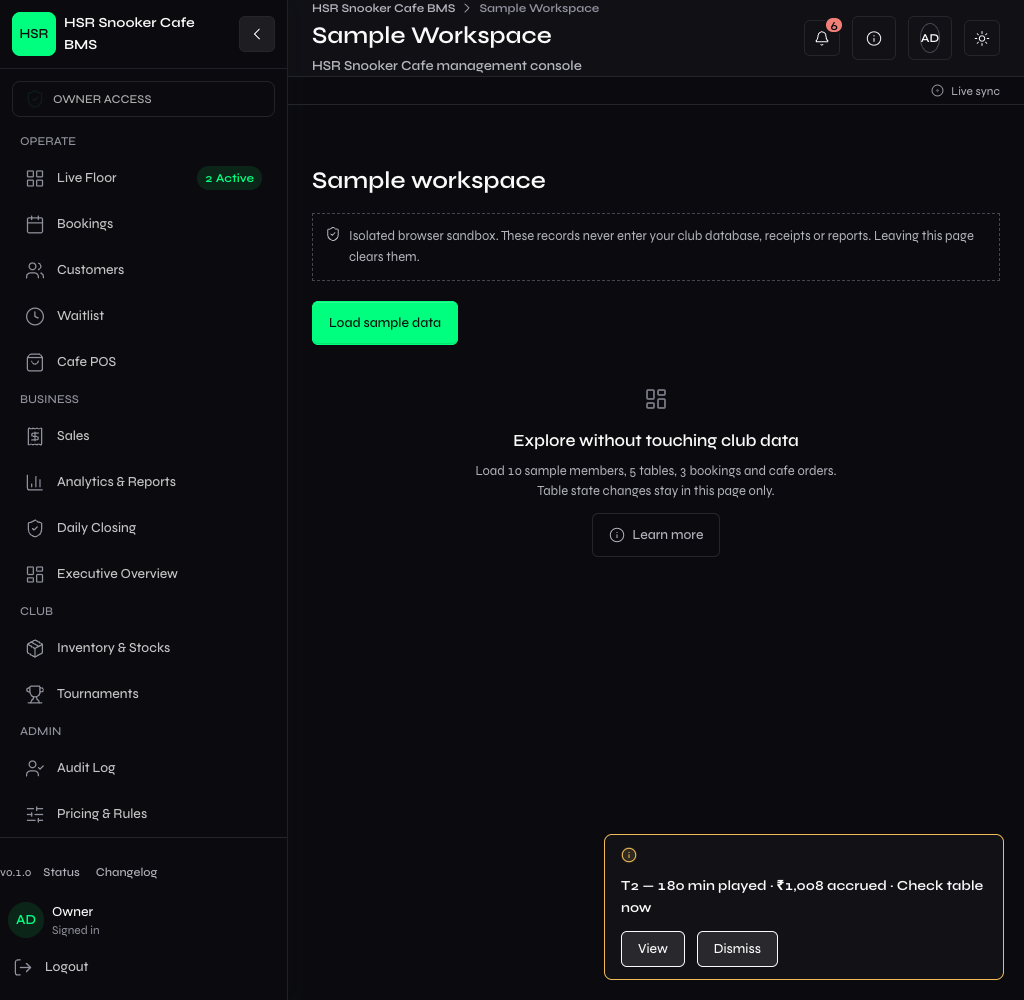 HSR
HSR Snooker Cafe
BMS
OWNER ACCESS
OPERATE
Live Floor
2 Active
Bookings
Customers
Waitlist
Cafe POS
BUSINESS
Sales
Analytics & Reports
Daily Closing
Executive Overview
CLUB
Inventory & Stocks
Tournaments
ADMIN
Audit Log
Pricing & Rules
v0.1.0 Status Changelog
AD
Owner
Signed in
Logout
HSR Snooker Cafe BMS > Sample Workspace
Sample Workspace
HSR Snooker Cafe management console
6
AD
Live sync
Sample workspace
Isolated browser sandbox. These records never enter your club database, receipts or reports. Leaving this page
clears them.
Load sample data
Explore without touching club data
Load 10 sample members, 5 tables, 3 bookings and cafe orders.
Table state changes stay in this page only.
Learn more
T2 — 180 min played · ₹1,008 accrued · Check table
now
View
Dismiss